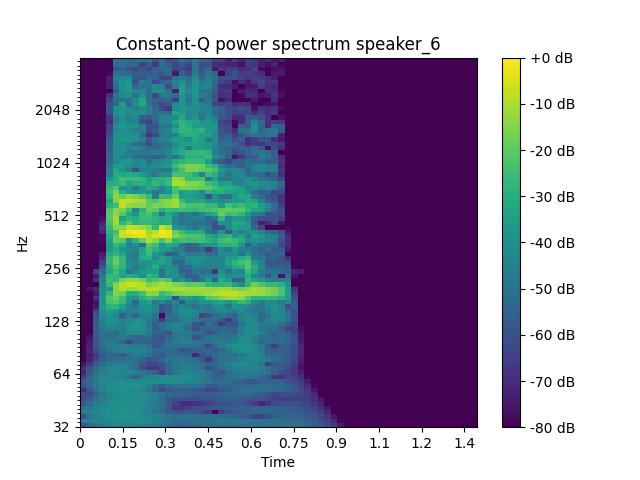 Constant-Q power spectrum speaker_6
Hz
2048
1024
512
256
128
64
32
0 0.15 0.3 0.45 0.6 0.75 0.9 1.1 1.2 1.4
Time
+0 dB
-10 dB
-20 dB
-30 dB
-40 dB
-50 dB
-60 dB
-70 dB
-80 dB